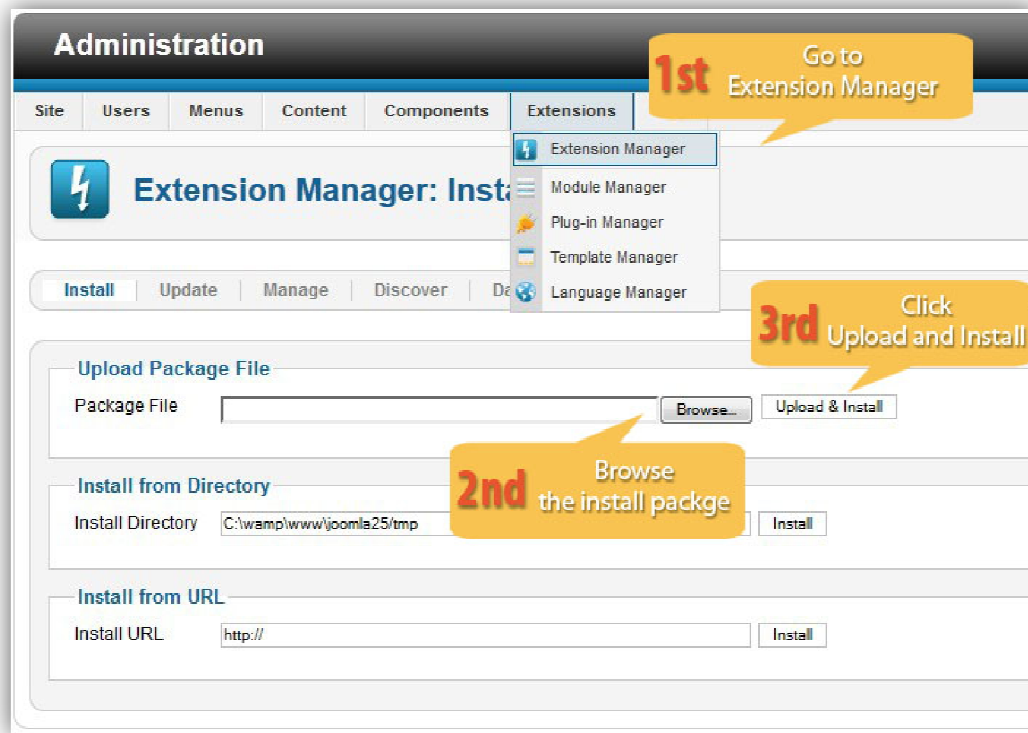 Administration
1st
Go to
Extension Manager
Site Users Menus Content Components Extensions
Extension Manager
Module Manager
Plug-in Manager
Template Manager
Language Manager
Extension Manager:
Install Update Manage Discover
3rd
Click
Upload and Install
Upload Package File
Package File Browse... Upload & Install
2nd
Browse
the install packge
Install from Directory
Install Directory C:\wamp\www\joomla25/tmp Install
Install from URL
Install URL http:// Install